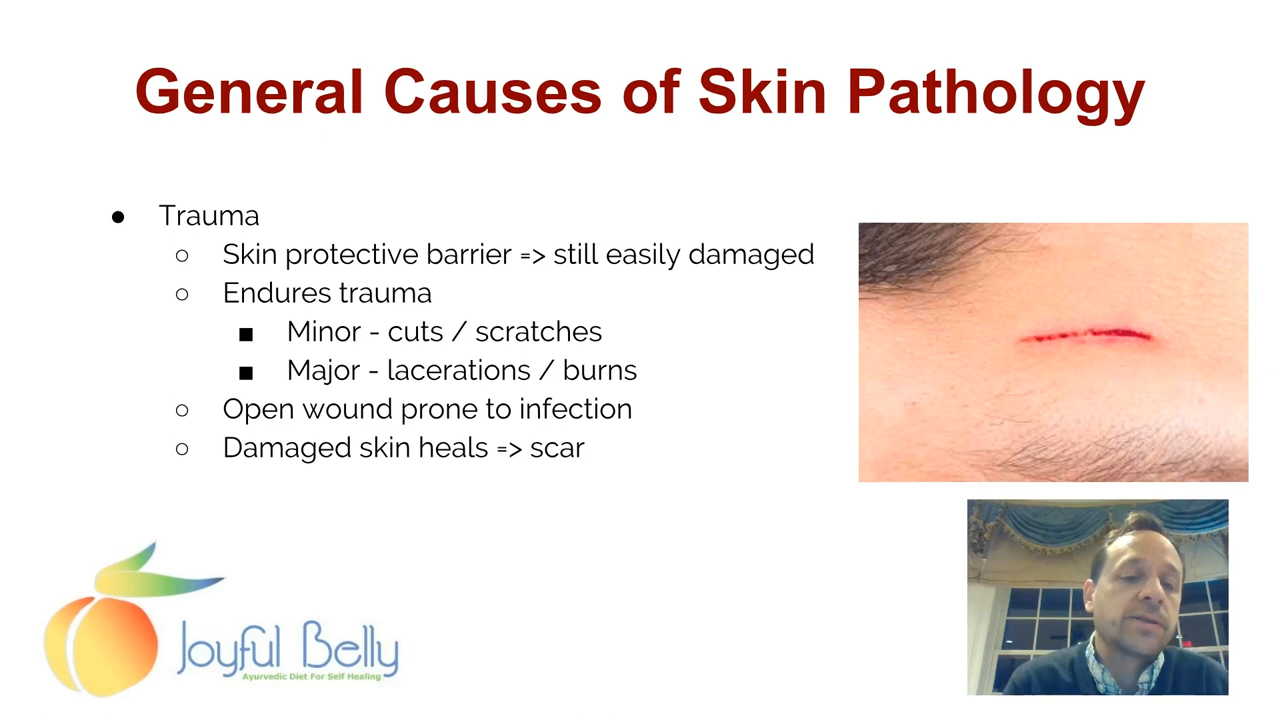 General Causes of Skin Pathology
● Trauma
○ Skin protective barrier => still easily damaged
○ Endures trauma
■ Minor - cuts / scratches
■ Major - lacerations / burns
○ Open wound prone to infection
○ Damaged skin heals => scar
Joyful Belly
Ayurvedic Diet For Self Healing